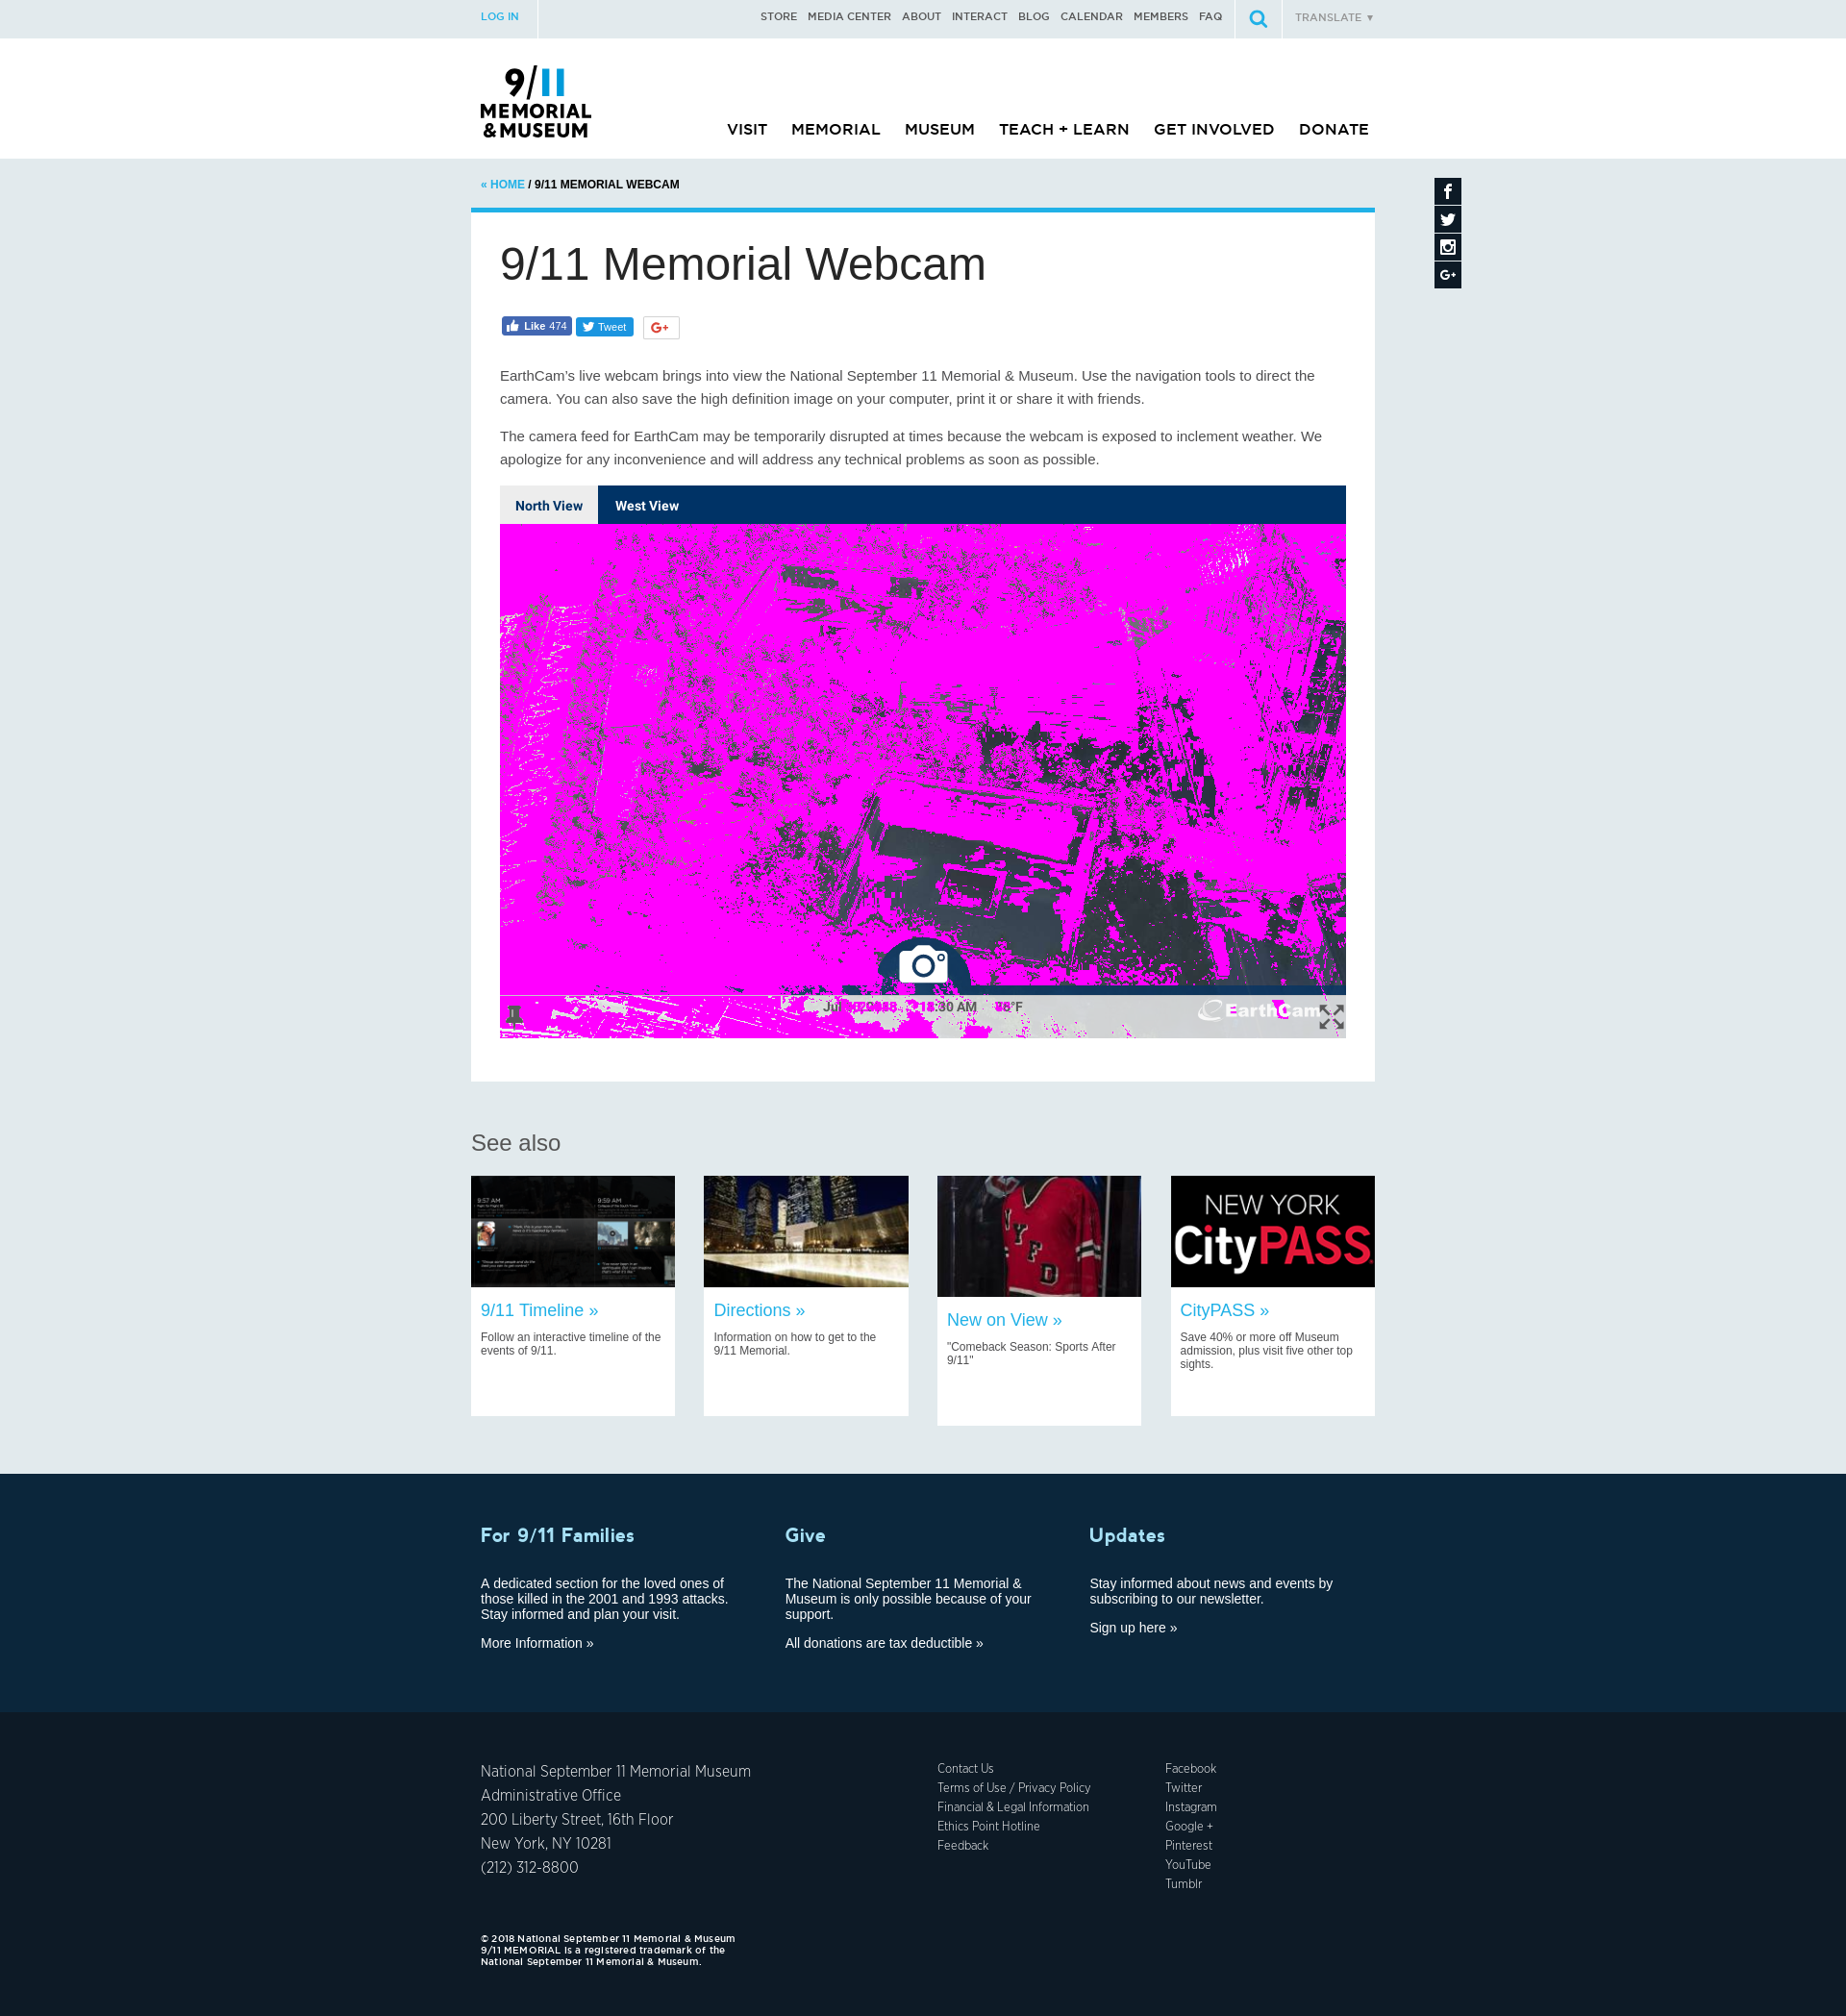 LOG IN
STORE MEDIA CENTER ABOUT INTERACT BLOG CALENDAR MEMBERS FAQ
TRANSLATE ▼
9/11
MEMORIAL
& MUSEUM
VISIT MEMORIAL MUSEUM TEACH + LEARN GET INVOLVED DONATE
« HOME / 9/11 MEMORIAL WEBCAM
9/11 Memorial Webcam
Like 474
Tweet
G+
EarthCam's live webcam brings into view the National September 11 Memorial & Museum. Use the navigation tools to direct the
camera. You can also save the high definition image on your computer, print it or share it with friends.
The camera feed for EarthCam may be temporarily disrupted at times because the webcam is exposed to inclement weather. We
apologize for any inconvenience and will address any technical problems as soon as possible.
North View West View
30 AM
°F
EarthCam
See also
9:57 AM
9:59 AM
NYFD
NEW YORK
CityPASS
9/11 Timeline »
Follow an interactive timeline of the
events of 9/11.
Directions »
Information on how to get to the
9/11 Memorial.
New on View »
"Comeback Season: Sports After
9/11"
CityPASS »
Save 40% or more off Museum
admission, plus visit five other top
sights.
For 9/11 Families
A dedicated section for the loved ones of
those killed in the 2001 and 1993 attacks.
Stay informed and plan your visit.
More Information »
Give
The National September 11 Memorial &
Museum is only possible because of your
support.
All donations are tax deductible »
Updates
Stay informed about news and events by
subscribing to our newsletter.
Sign up here »
National September 11 Memorial Museum
Administrative Office
200 Liberty Street, 16th Floor
New York, NY 10281
(212) 312-8800
Contact Us
Terms of Use / Privacy Policy
Financial & Legal Information
Ethics Point Hotline
Feedback
Facebook
Twitter
Instagram
Google +
Pinterest
YouTube
Tumblr
© 2018 National September 11 Memorial & Museum
9/11 MEMORIAL is a registered trademark of the
National September 11 Memorial & Museum.